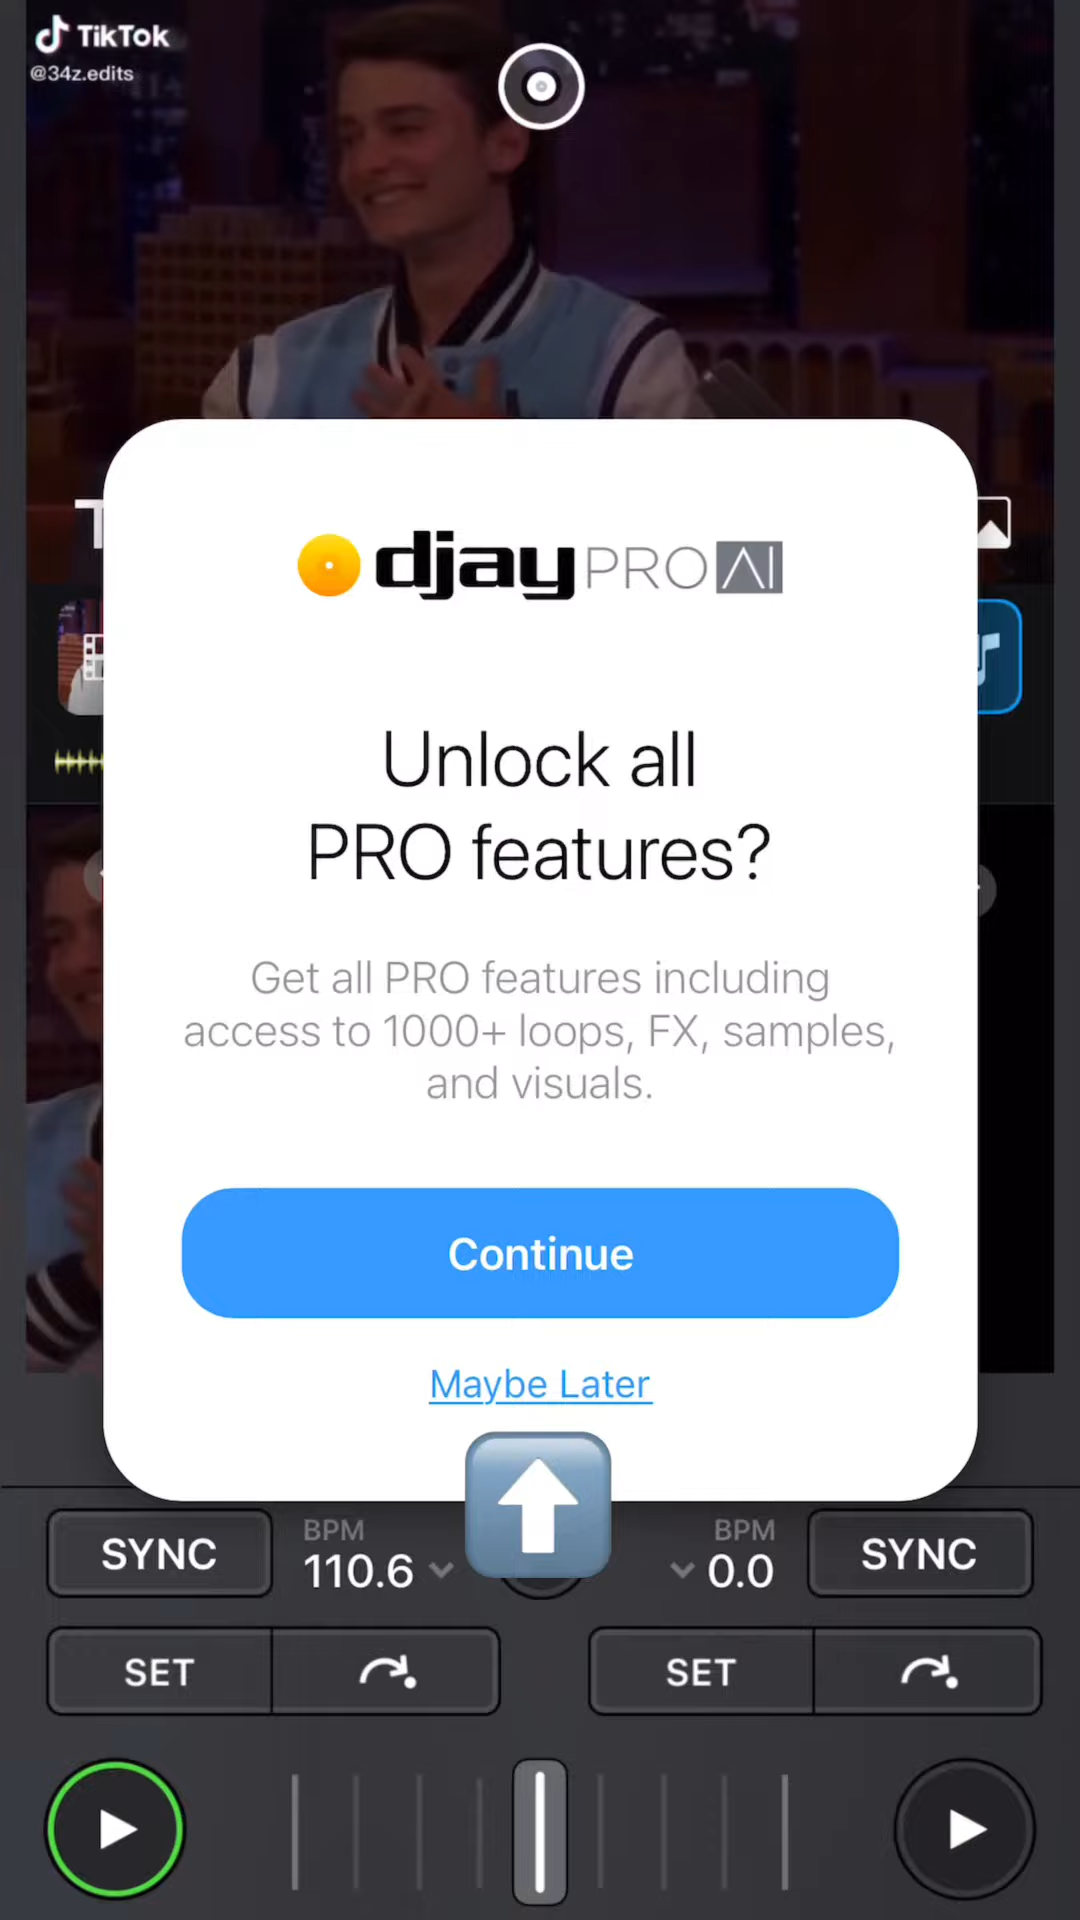 TikTok
@34z.edits
djay PRO AI
Unlock all
PRO features?
Get all PRO features including
access to 1000+ loops, FX, samples,
and visuals.
Continue
Maybe Later
SYNC
BPM
110.6
BPM
0.0
SYNC
SET
SET